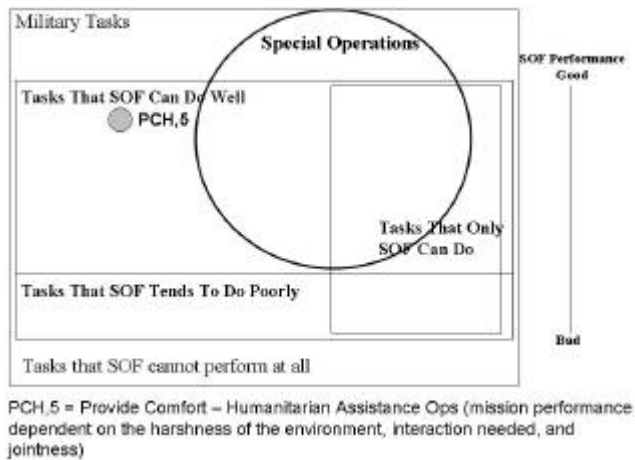 Military Tasks
Special Operations
SOF Performance
Good
Tasks That SOF Can Do Well
PCH,5
Tasks That Only
SOF Can Do
Tasks That SOF Tends To Do Poorly
Bad
Tasks that SOF cannot perform at all
PCH,5 = Provide Comfort – Humanitarian Assistance Ops (mission performance
dependent on the harshness of the environment, interaction needed, and
jointness)